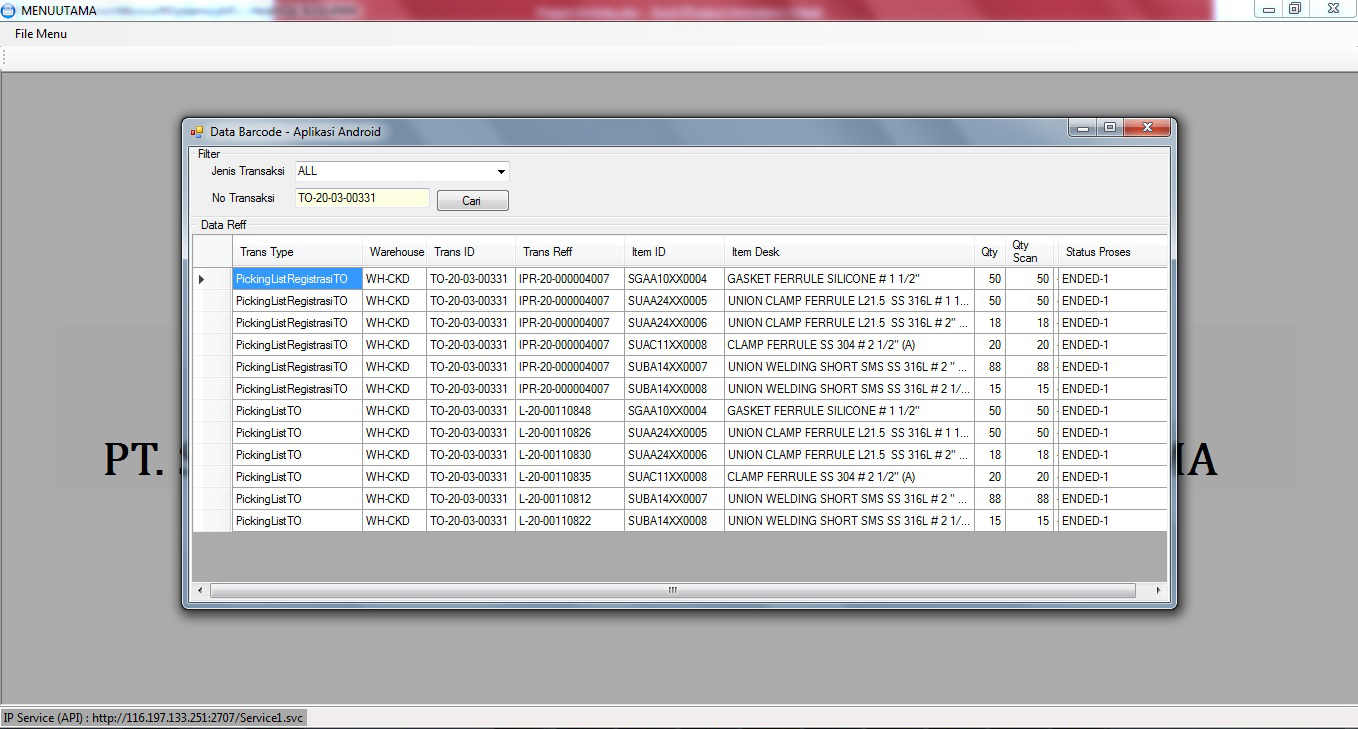 MENUUTAMA
File Menu
Data Barcode - Aplikasi Android
Filter
Jenis Transaksi ALL
No Transaksi TO-20-03-00331 Cari
Data Reff
Trans Type Warehouse Trans ID Trans Reff Item ID Item Desk Qty Qty Scan Status Proses
PickingListRegistrasiTO WH-CKD TO-20-03-00331 IPR-20-000004007 SGAA10XX0004 GASKET FERRULE SILICONE # 1 1/2" 50 50 ENDED-1
PickingListRegistrasiTO WH-CKD TO-20-03-00331 IPR-20-000004007 SUAA24XX0005 UNION CLAMP FERRULE L21.5 SS 316L # 1 1... 50 50 ENDED-1
PickingListRegistrasiTO WH-CKD TO-20-03-00331 IPR-20-000004007 SUAA24XX0006 UNION CLAMP FERRULE L21.5 SS 316L # 2" ... 18 18 ENDED-1
PickingListRegistrasiTO WH-CKD TO-20-03-00331 IPR-20-000004007 SUAC11XX0008 CLAMP FERRULE SS 304 # 2 1/2" (A) 20 20 ENDED-1
PickingListRegistrasiTO WH-CKD TO-20-03-00331 IPR-20-000004007 SUBA14XX0007 UNION WELDING SHORT SMS SS 316L # 2 " ... 88 88 ENDED-1
PickingListRegistrasiTO WH-CKD TO-20-03-00331 IPR-20-000004007 SUBA14XX0008 UNION WELDING SHORT SMS SS 316L # 2 1/... 15 15 ENDED-1
PickingListTO WH-CKD TO-20-03-00331 L-20-00110848 SGAA10XX0004 GASKET FERRULE SILICONE # 1 1/2" 50 50 ENDED-1
PickingListTO WH-CKD TO-20-03-00331 L-20-00110826 SUAA24XX0005 UNION CLAMP FERRULE L21.5 SS 316L # 1 1... 50 50 ENDED-1
PickingListTO WH-CKD TO-20-03-00331 L-20-00110830 SUAA24XX0006 UNION CLAMP FERRULE L21.5 SS 316L # 2" ... 18 18 ENDED-1
PickingListTO WH-CKD TO-20-03-00331 L-20-00110835 SUAC11XX0008 CLAMP FERRULE SS 304 # 2 1/2" (A) 20 20 ENDED-1
PickingListTO WH-CKD TO-20-03-00331 L-20-00110812 SUBA14XX0007 UNION WELDING SHORT SMS SS 316L # 2 " ... 88 88 ENDED-1
PickingListTO WH-CKD TO-20-03-00331 L-20-00110822 SUBA14XX0008 UNION WELDING SHORT SMS SS 316L # 2 1/... 15 15 ENDED-1
PT.
IP Service (API) : http://116.197.133.251:2707/Service1.svc